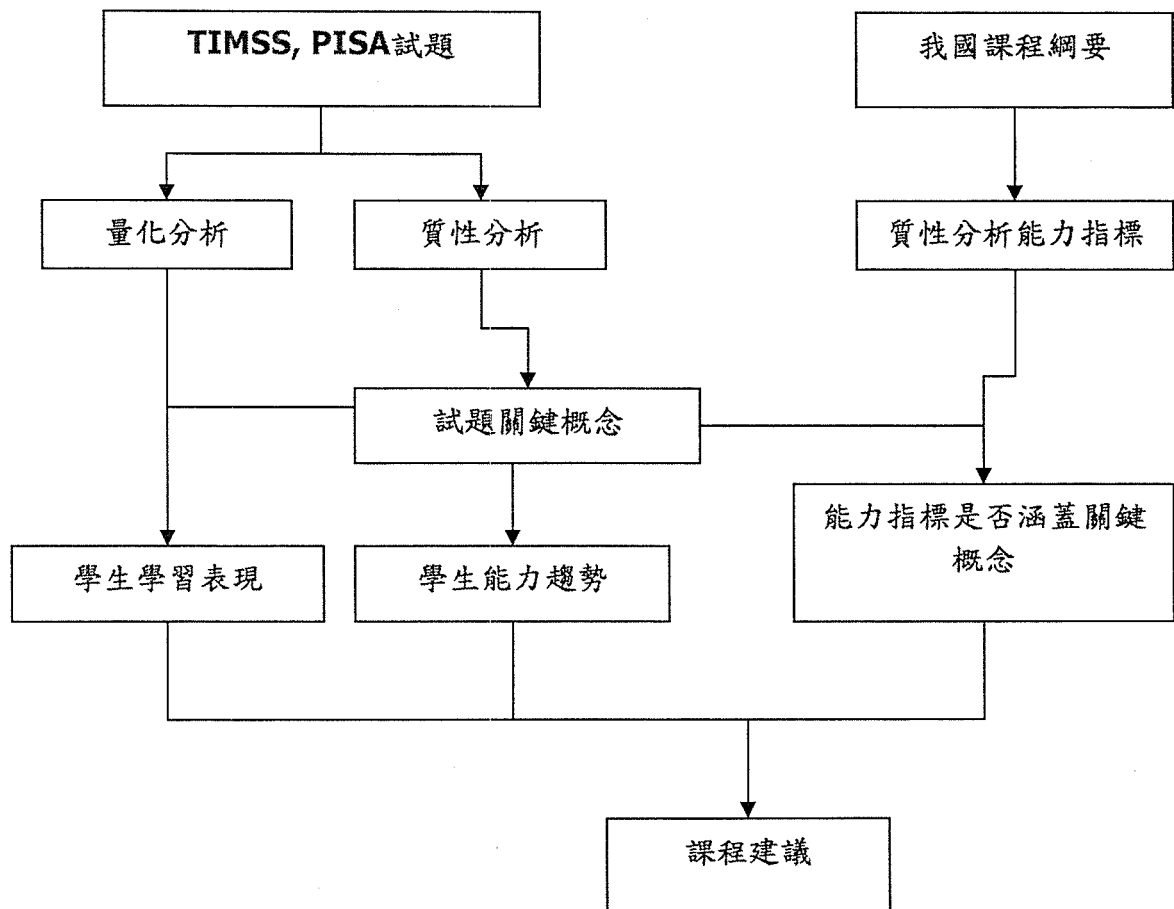 TIMSS, PISA試題
我國課程綱要
量化分析
質性分析
質性分析能力指標
試題關鍵概念
能力指標是否涵蓋關鍵
概念
學生學習表現
學生能力趨勢
課程建議